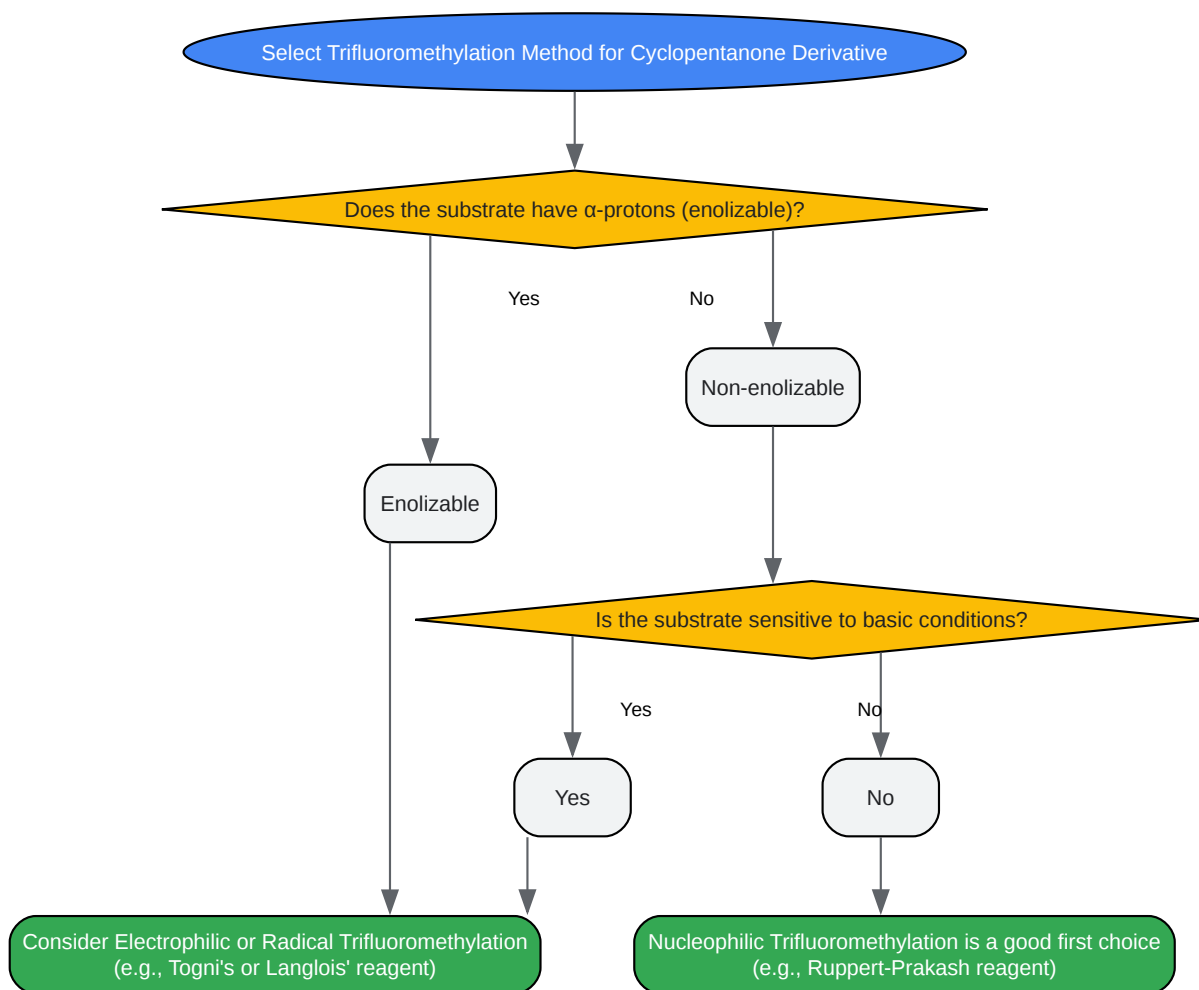 Select Trifluoromethylation Method for Cyclopentanone Derivative
Does the substrate have α-protons (enolizable)?
Yes
No
Non-enolizable
Enolizable
Is the substrate sensitive to basic conditions?
Yes
No
Yes
No
Consider Electrophilic or Radical Trifluoromethylation
(e.g., Togni's or Langlois' reagent)
Nucleophilic Trifluoromethylation is a good first choice
(e.g., Ruppert-Prakash reagent)